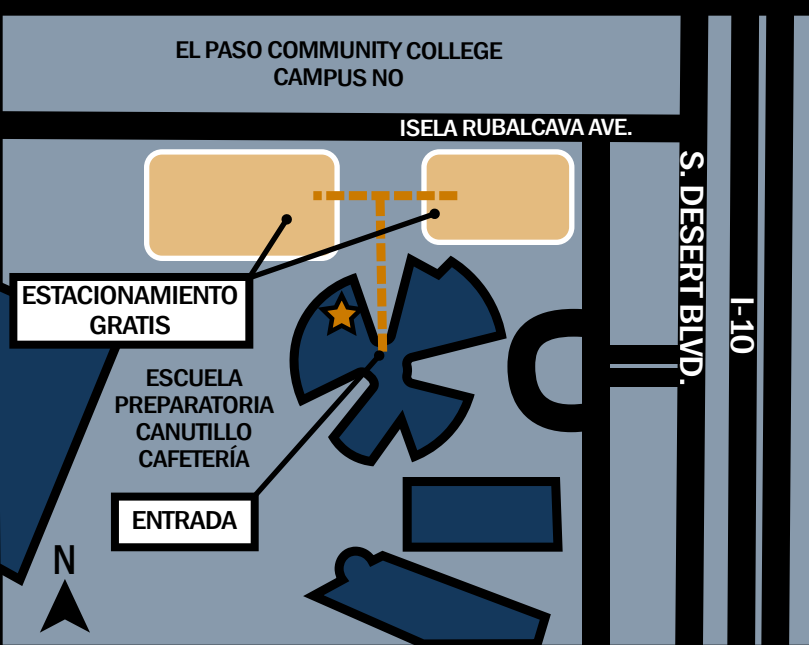 EL PASO COMMUNITY COLLEGE
CAMPUS NO
ISELA RUBALCAVA AVE.
S. DESERT BLVD.
I-10
ESTACIONAMIENTO
GRATIS
ESCUELA
PREPARATORIA
CANUTILLO
CAFETERÍA
ENTRADA
N